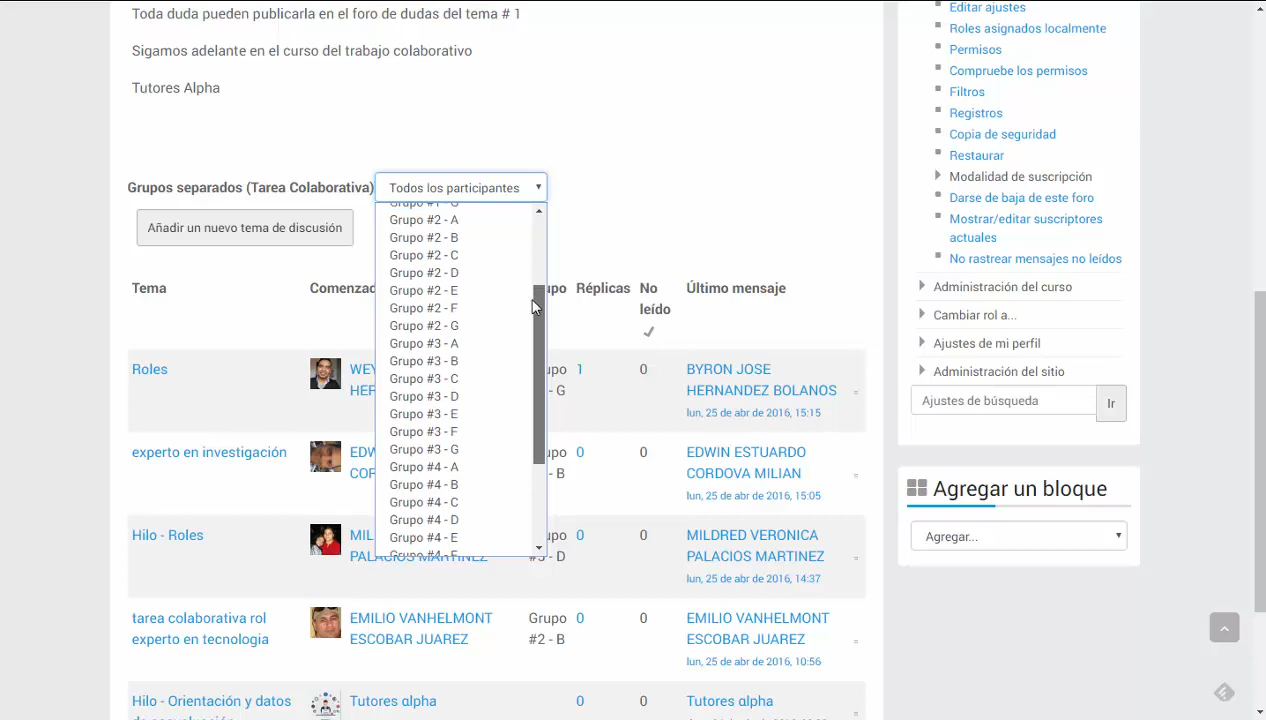 Toda duda pueden publicarla en el foro de dudas del tema # 1
Sigamos adelante en el curso del trabajo colaborativo
Tutores Alpha
Grupos separados (Tarea Colaborativa)
Todos los participantes
Grupo #2 - A
Grupo #2 - B
Grupo #2 - C
Grupo #2 - D
Grupo #2 - E
Grupo #2 - F
Grupo #2 - G
Grupo #3 - A
Grupo #3 - B
Grupo #3 - C
Grupo #3 - D
Grupo #3 - E
Grupo #3 - F
Grupo #3 - G
Grupo #4 - A
Grupo #4 - B
Grupo #4 - C
Grupo #4 - D
Grupo #4 - E
Añadir un nuevo tema de discusión
Tema
Réplicas
No
leído
Último mensaje
Roles
1
0
BYRON JOSE
HERNANDEZ BOLANOS
lun, 25 de abr de 2016, 15:15
experto en investigación
0
0
EDWIN ESTUARDO
CORDOVA MILIAN
lun, 25 de abr de 2016, 15:05
Hilo - Roles
PALACIOS MARTINEZ
0
0
MILDRED VERONICA
PALACIOS MARTINEZ
lun, 25 de abr de 2016, 14:37
tarea colaborativa rol
experto en tecnologia
EMILIO VANHELMONT
ESCOBAR JUAREZ
Grupo
#2 - B
0
0
EMILIO VANHELMONT
ESCOBAR JUAREZ
lun, 25 de abr de 2016, 10:56
Hilo - Orientación y datos
Tutores alpha
0
0
Tutores alpha
Editar ajustes
Roles asignados localmente
Permisos
Compruebe los permisos
Filtros
Registros
Copia de seguridad
Restaurar
Modalidad de suscripción
Darse de baja de este foro
Mostrar/editar suscriptores
actuales
No rastrear mensajes no leídos
Administración del curso
Cambiar rol a...
Ajustes de mi perfil
Administración del sitio
Ajustes de búsqueda
Ir
Agregar un bloque
Agregar...